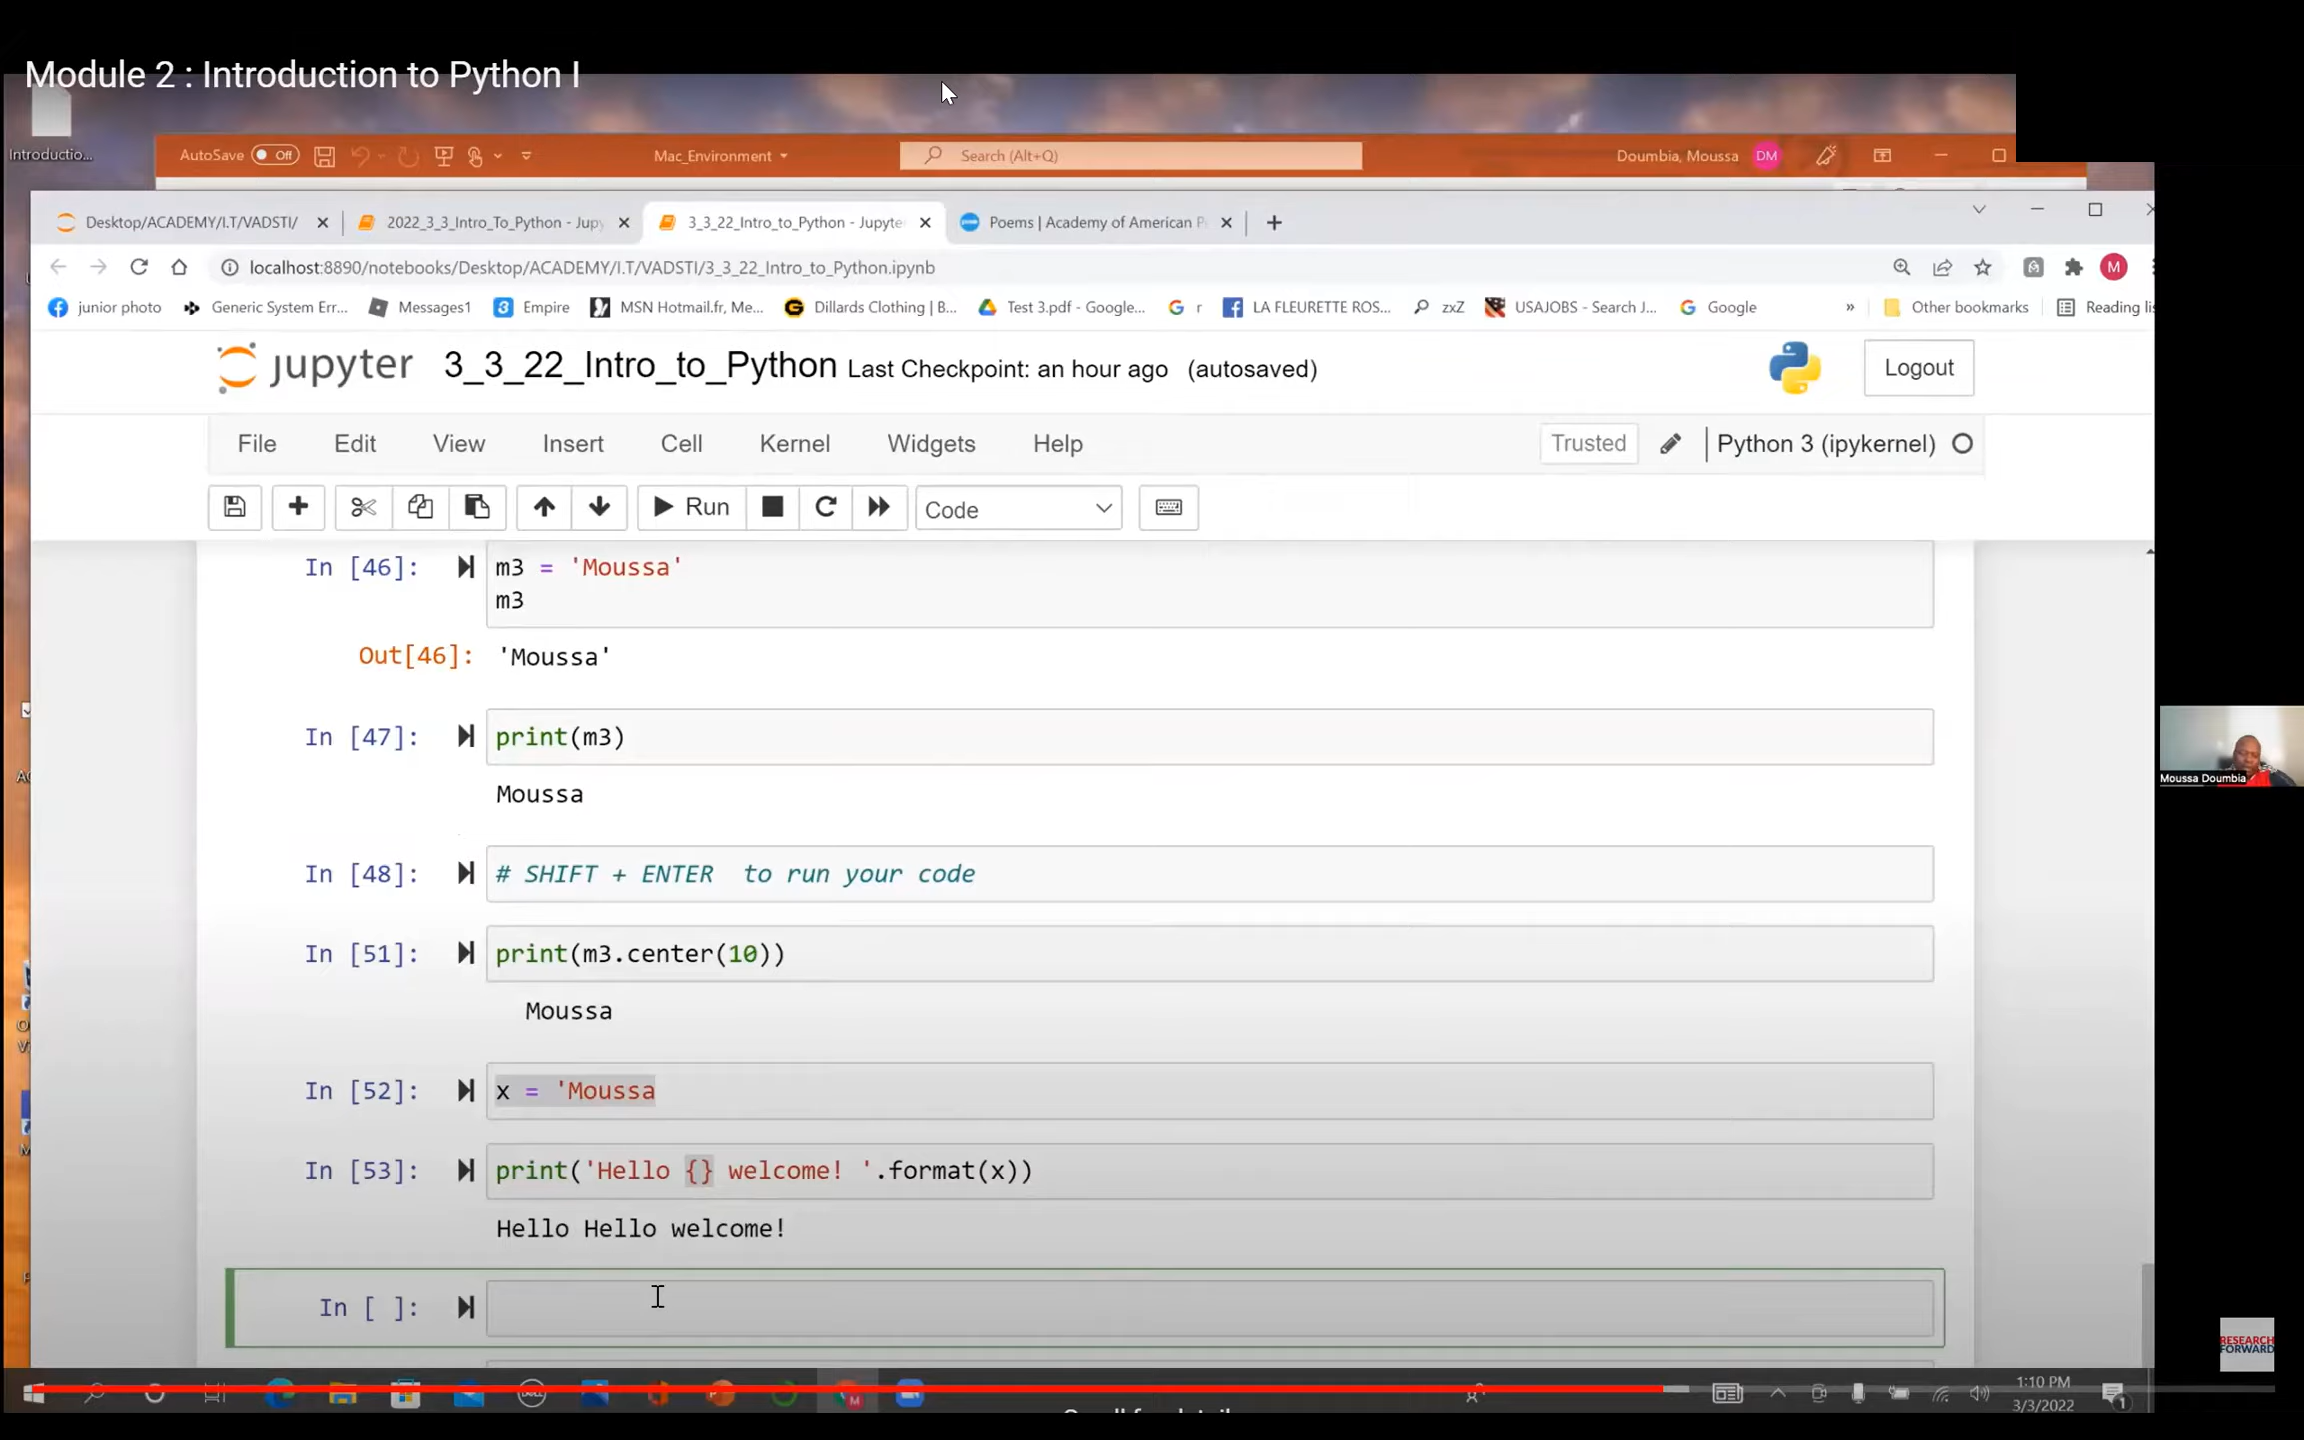 Module 2 : Introduction to Python I
Introductio...
AutoSave Off
Mac_Environment
Search (Alt+Q)
Doumbia, Moussa DM
Desktop/ACADEMY/I.T/VADSTI/
2022_3_3_Intro_To_Python - Jupy
3_3_22_Intro_to_Python - Jupyte
Poems | Academy of American P
localhost:8890/notebooks/Desktop/ACADEMY/I.T/VADSTI/3_3_22_Intro_to_Python.ipynb
M
junior photo
Generic System Err...
Messages1
Empire
MSN Hotmail.fr, Me...
Dillards Clothing | B...
Test 3.pdf - Google...
r
LA FLEURETTE ROS...
zxZ
USAJOBS - Search J...
Google
»
Other bookmarks
Reading lis
jupyter 3_3_22_Intro_to_Python Last Checkpoint: an hour ago (autosaved)
Logout
File Edit View Insert Cell Kernel Widgets Help
Trusted
Python 3 (ipykernel)
Run
Code
In [46]: m3 = 'Moussa'
m3
Out[46]: 'Moussa'
In [47]: print(m3)
Moussa
In [48]: # SHIFT + ENTER  to run your code
In [51]: print(m3.center(10))
Moussa
In [52]: x = 'Moussa
In [53]: print('Hello {} welcome! '.format(x))
Hello Hello welcome!
In [ ]:
Moussa Doumbia
RESEARCH
FORWARD
1:10 PM
3/3/2022